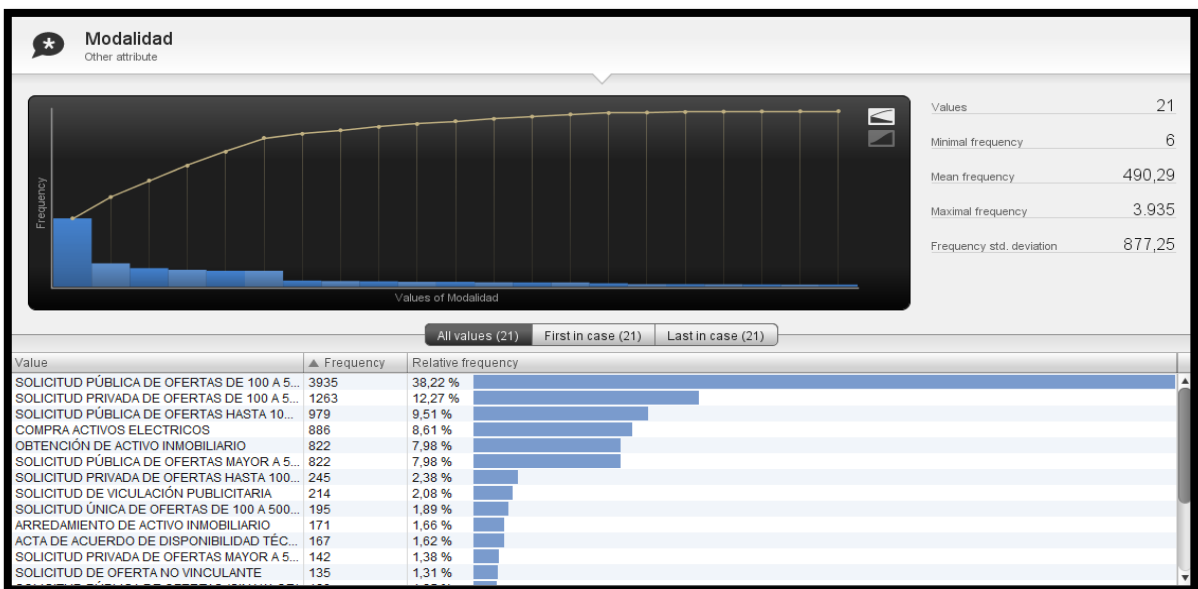 Modalidad
Other attribute
Frequency
Values of Modalidad
Values 21
Minimal frequency 6
Mean frequency 490,29
Maximal frequency 3.935
Frequency std. deviation 877,25
All values (21) First in case (21) Last in case (21)
Value ▲ Frequency Relative frequency
SOLICITUD PÚBLICA DE OFERTAS DE 100 A 5... 3935 38,22 %
SOLICITUD PRIVADA DE OFERTAS DE 100 A 5... 1263 12,27 %
SOLICITUD PÚBLICA DE OFERTAS HASTA 10... 979 9,51 %
COMPRA ACTIVOS ELECTRICOS 886 8,61 %
OBTENCIÓN DE ACTIVO INMOBILIARIO 822 7,98 %
SOLICITUD PÚBLICA DE OFERTAS MAYOR A 5... 822 7,98 %
SOLICITUD PRIVADA DE OFERTAS HASTA 100... 245 2,38 %
SOLICITUD DE VICULACIÓN PUBLICITARIA 214 2,08 %
SOLICITUD ÚNICA DE OFERTAS DE 100 A 500... 195 1,89 %
ARREDAMIENTO DE ACTIVO INMOBILIARIO 171 1,66 %
ACTA DE ACUERDO DE DISPONIBILIDAD TÉC... 167 1,62 %
SOLICITUD PRIVADA DE OFERTAS MAYOR A 5... 142 1,38 %
SOLICITUD DE OFERTA NO VINCULANTE 135 1,31 %